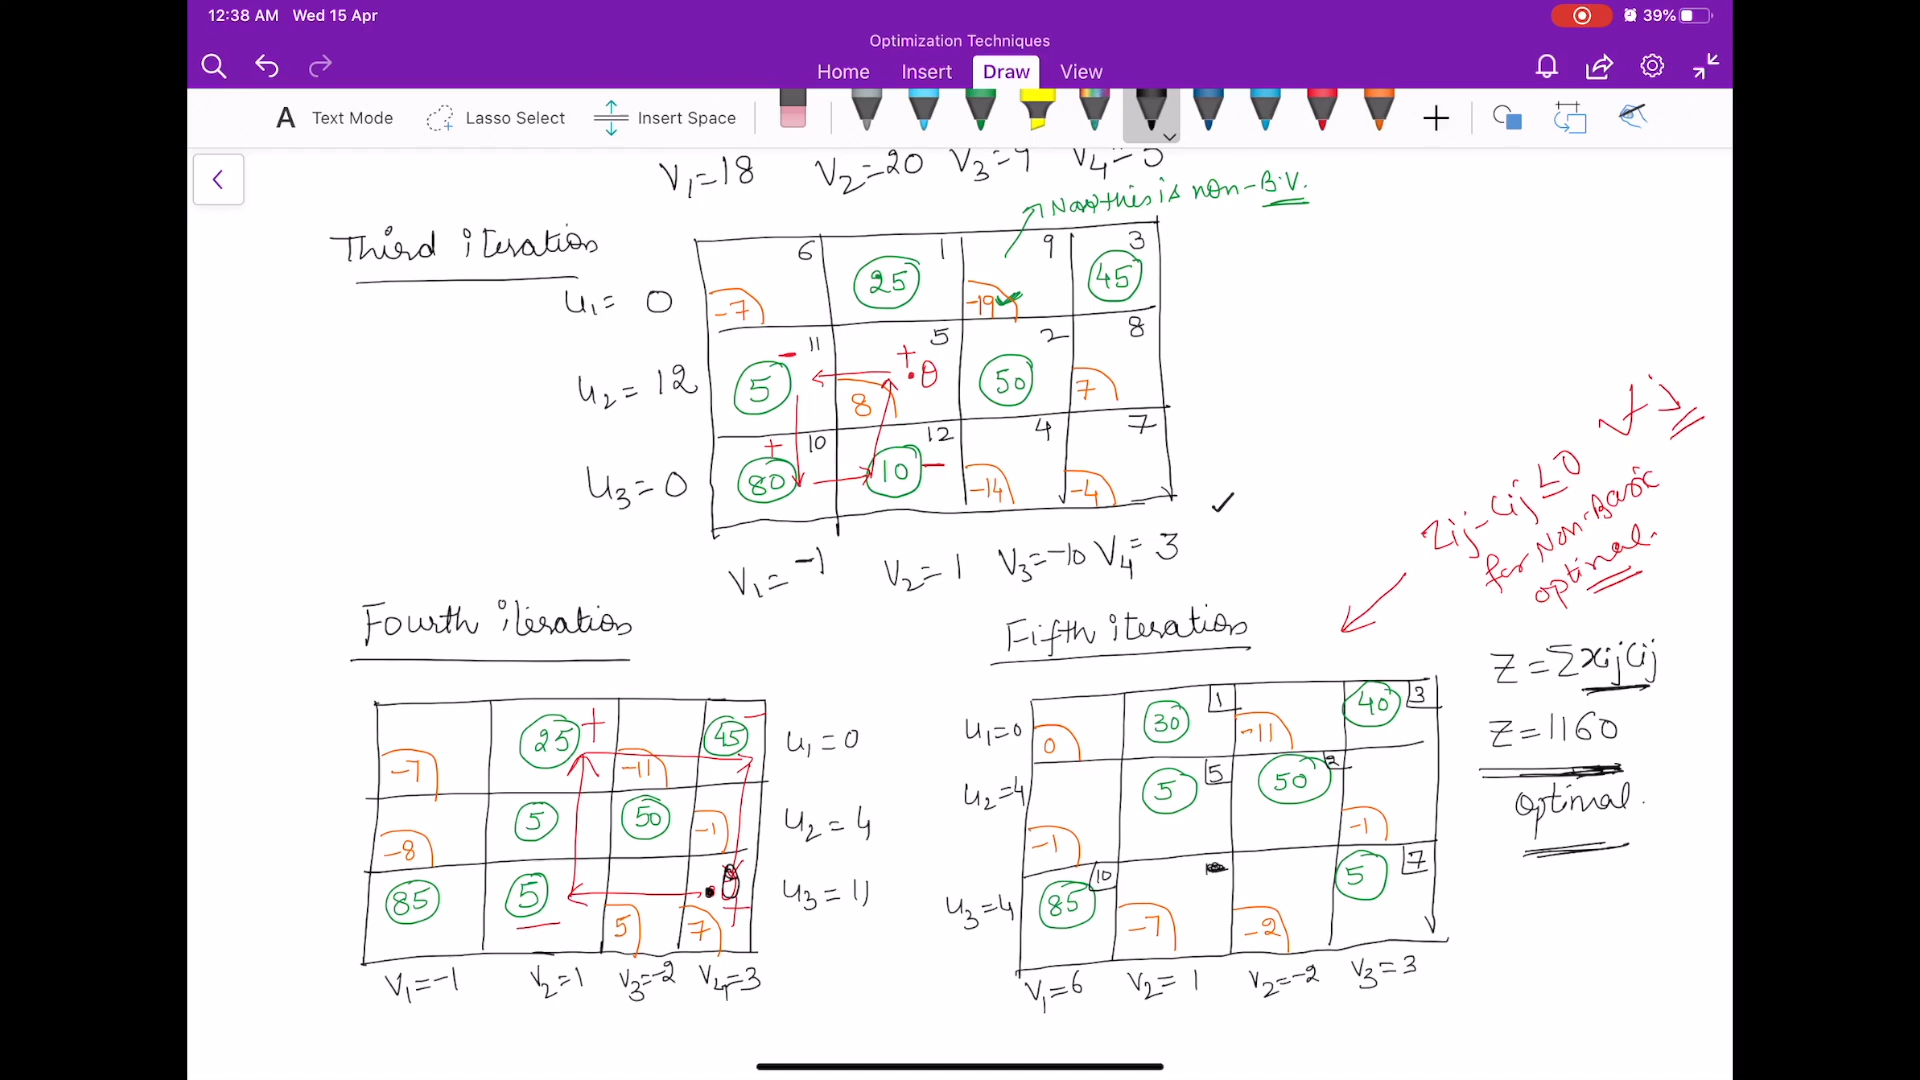 12:38 AM Wed 15 Apr
39%
Optimization Techniques
Home Insert Draw View
A Text Mode Lasso Select Insert Space
V1=18 V2=20 V3=9 V4=3
Now this is non-B.V.
Third iteration
6 1 9 3
u1= 0 -7 25 -19 45
11 5 2 8
u2= 12 5 - + θ 8 50 7
10 12 4 7
u3=0 + 80 10 - -14 -4
V1= -1 V2= 1 V3=-10 V4= 3
∀ j
Zij-Cij ≤0
for Non-Basic
optimal.
Fourth iteration
-7 25 + -11 45 - u1=0
-8 5 50 -1 u2= 4
85 5 - 5 7 θ + u3= 11
V1=-1 V2=1 V3=-2 V4=3
Fifth iteration
u1=0 0 30 1 -11 40 3
u2=4 -1 5 5 50 2 -1
u3=4 85 10 -7 -2 5 7
V1=6 V2= 1 V2=-2 V3=3
Z=Σxijcij
Z=1160
Optimal.